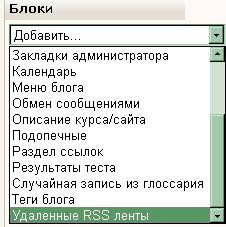 Блоки
Добавить...
Закладки администратора
Календарь
Меню блога
Обмен сообщениями
Описание курса/сайта
Подопечные
Раздел ссылок
Результаты теста
Случайная запись из глоссария
Теги блога
Удаленные RSS ленты